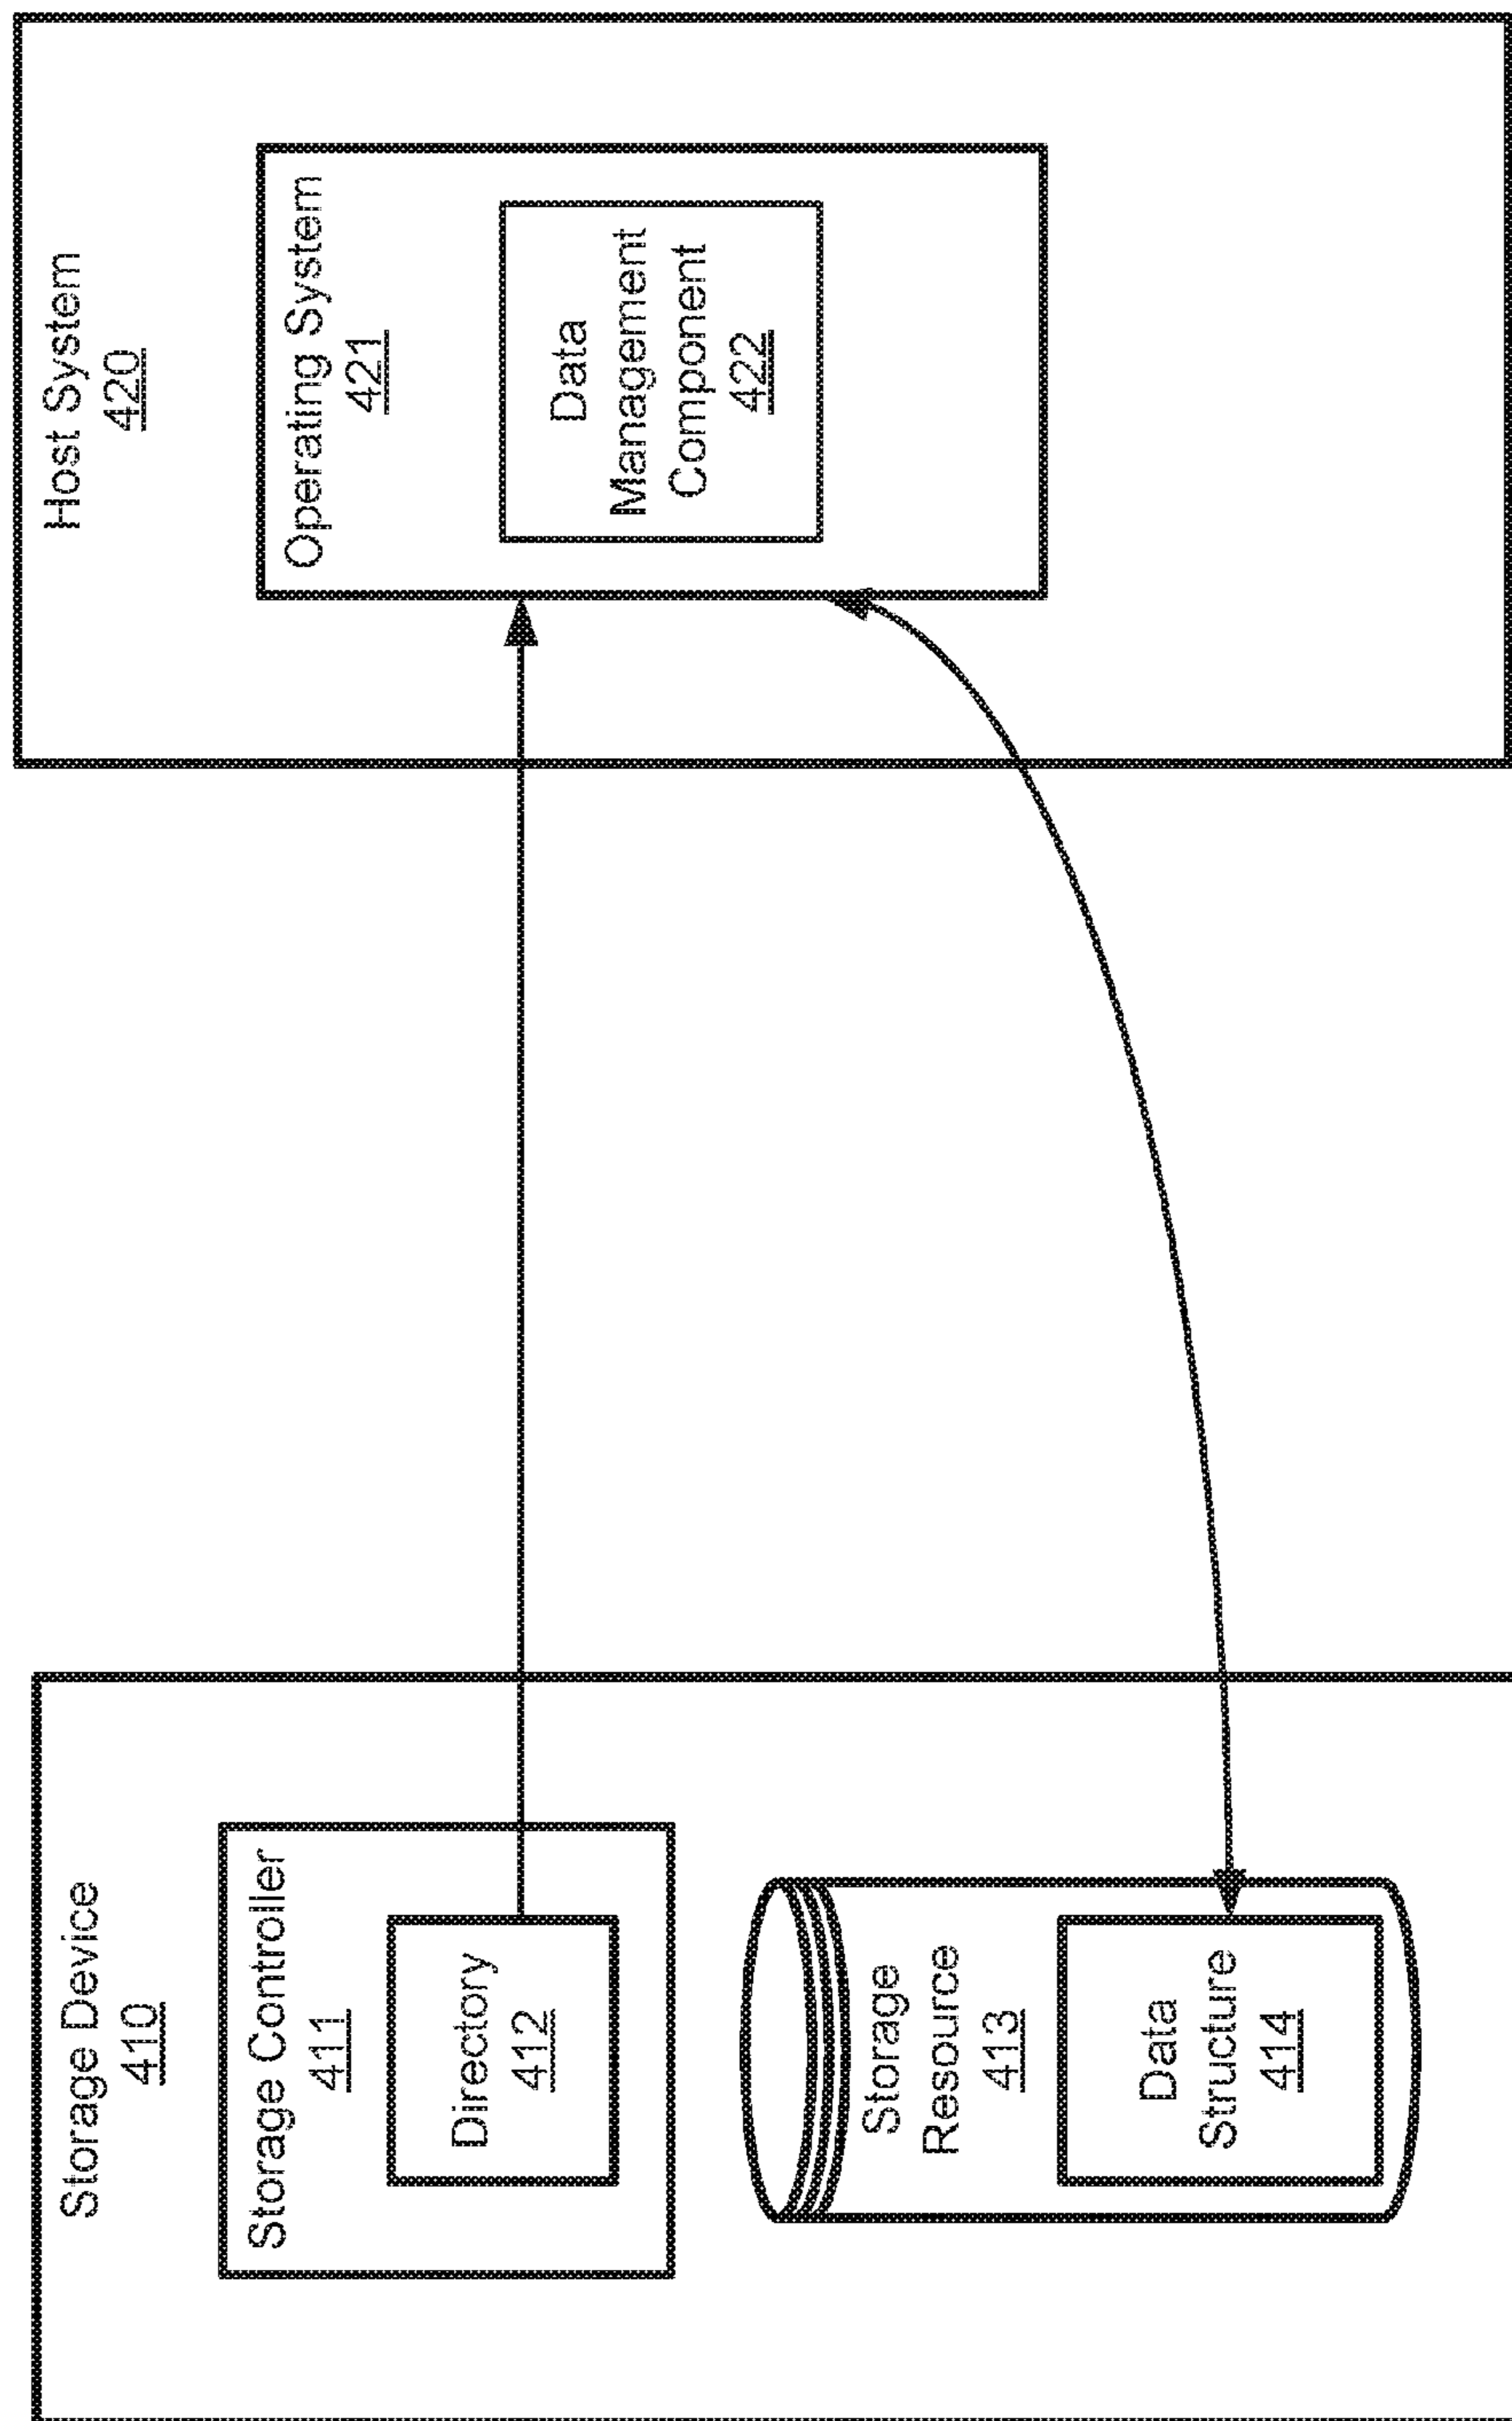 Storage Device
410
Storage Controller
411
Directory
412
Storage
Resource
413
Data
Structure
414
Host System
420
Operating System
421
Data
Management
Component
422